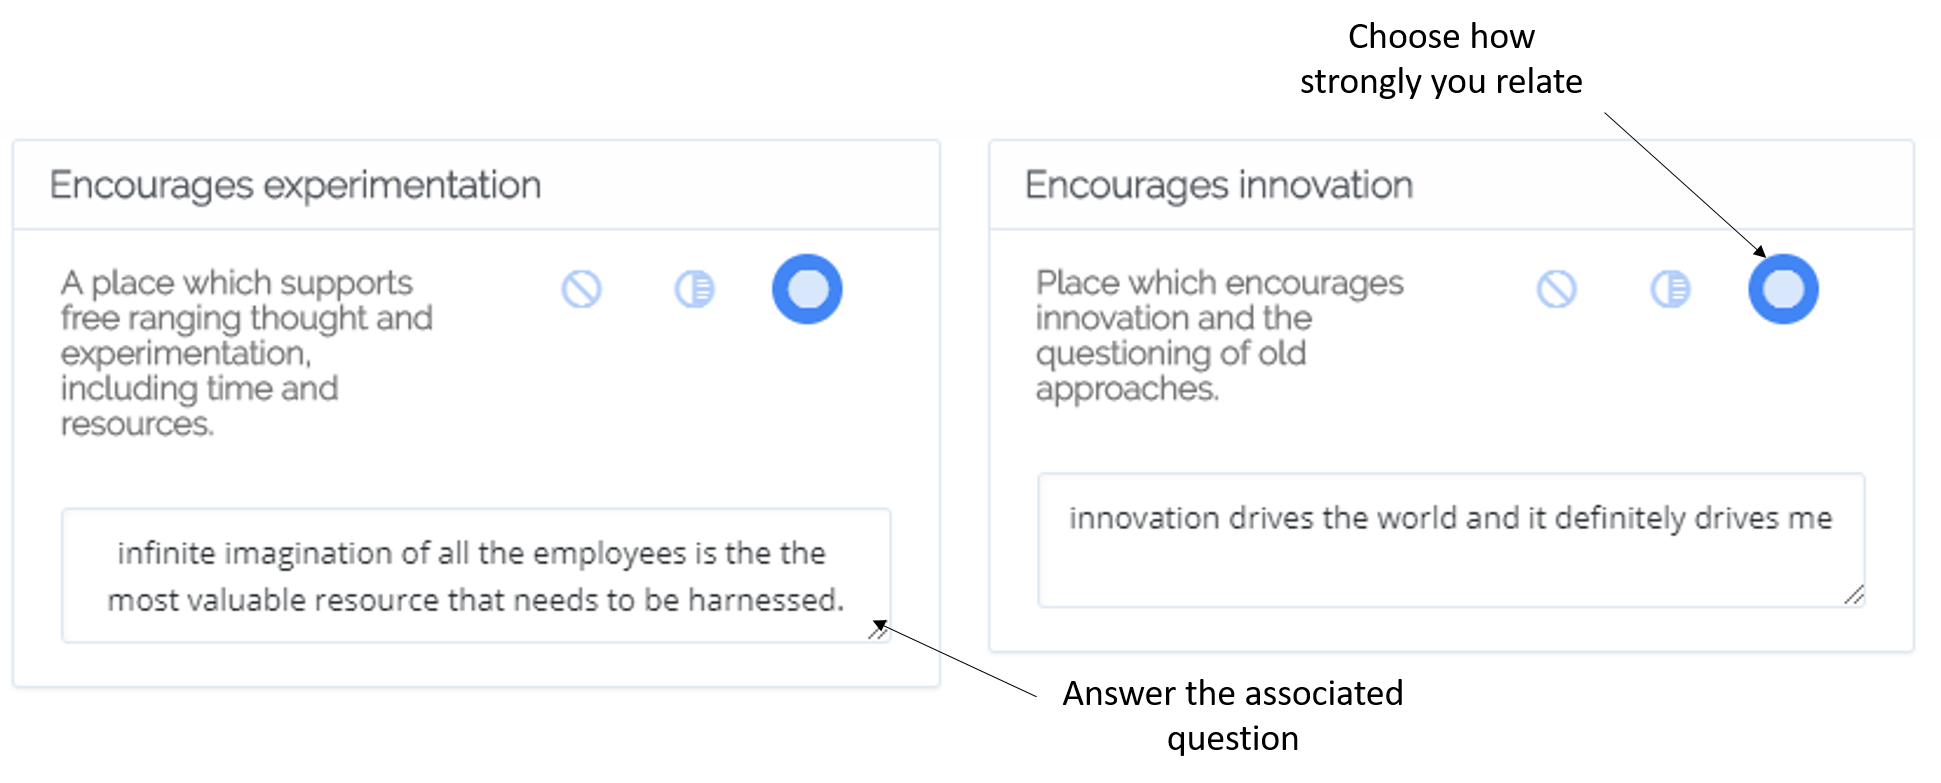 Choose how
strongly you relate
Encourages experimentation
A place which supports
free ranging thought and
experimentation,
including time and
resources.
infinite imagination of all the employees is the the
most valuable resource that needs to be harnessed.
Encourages innovation
Place which encourages
innovation and the
questioning of old
approaches.
innovation drives the world and it definitely drives me
Answer the associated
question